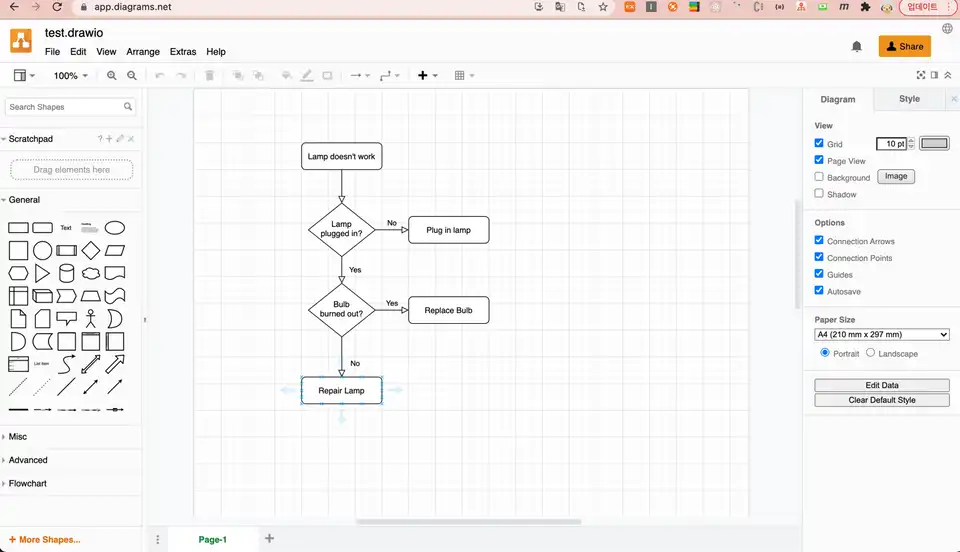 app.diagrams.net
업데이트
test.drawio
File Edit View Arrange Extras Help
Share
100%
Search Shapes
Scratchpad
Drag elements here
General
Text
Heading
List Item
Misc
Advanced
Flowchart
+ More Shapes...
Lamp doesn't work
Lamp
plugged in?
No
Plug in lamp
Yes
Bulb
burned out?
Yes
Replace Bulb
No
Repair Lamp
Page-1
Diagram Style
View
Grid 10 pt
Page View
Background Image
Shadow
Options
Connection Arrows
Connection Points
Guides
Autosave
Paper Size
A4 (210 mm x 297 mm)
Portrait Landscape
Edit Data
Clear Default Style